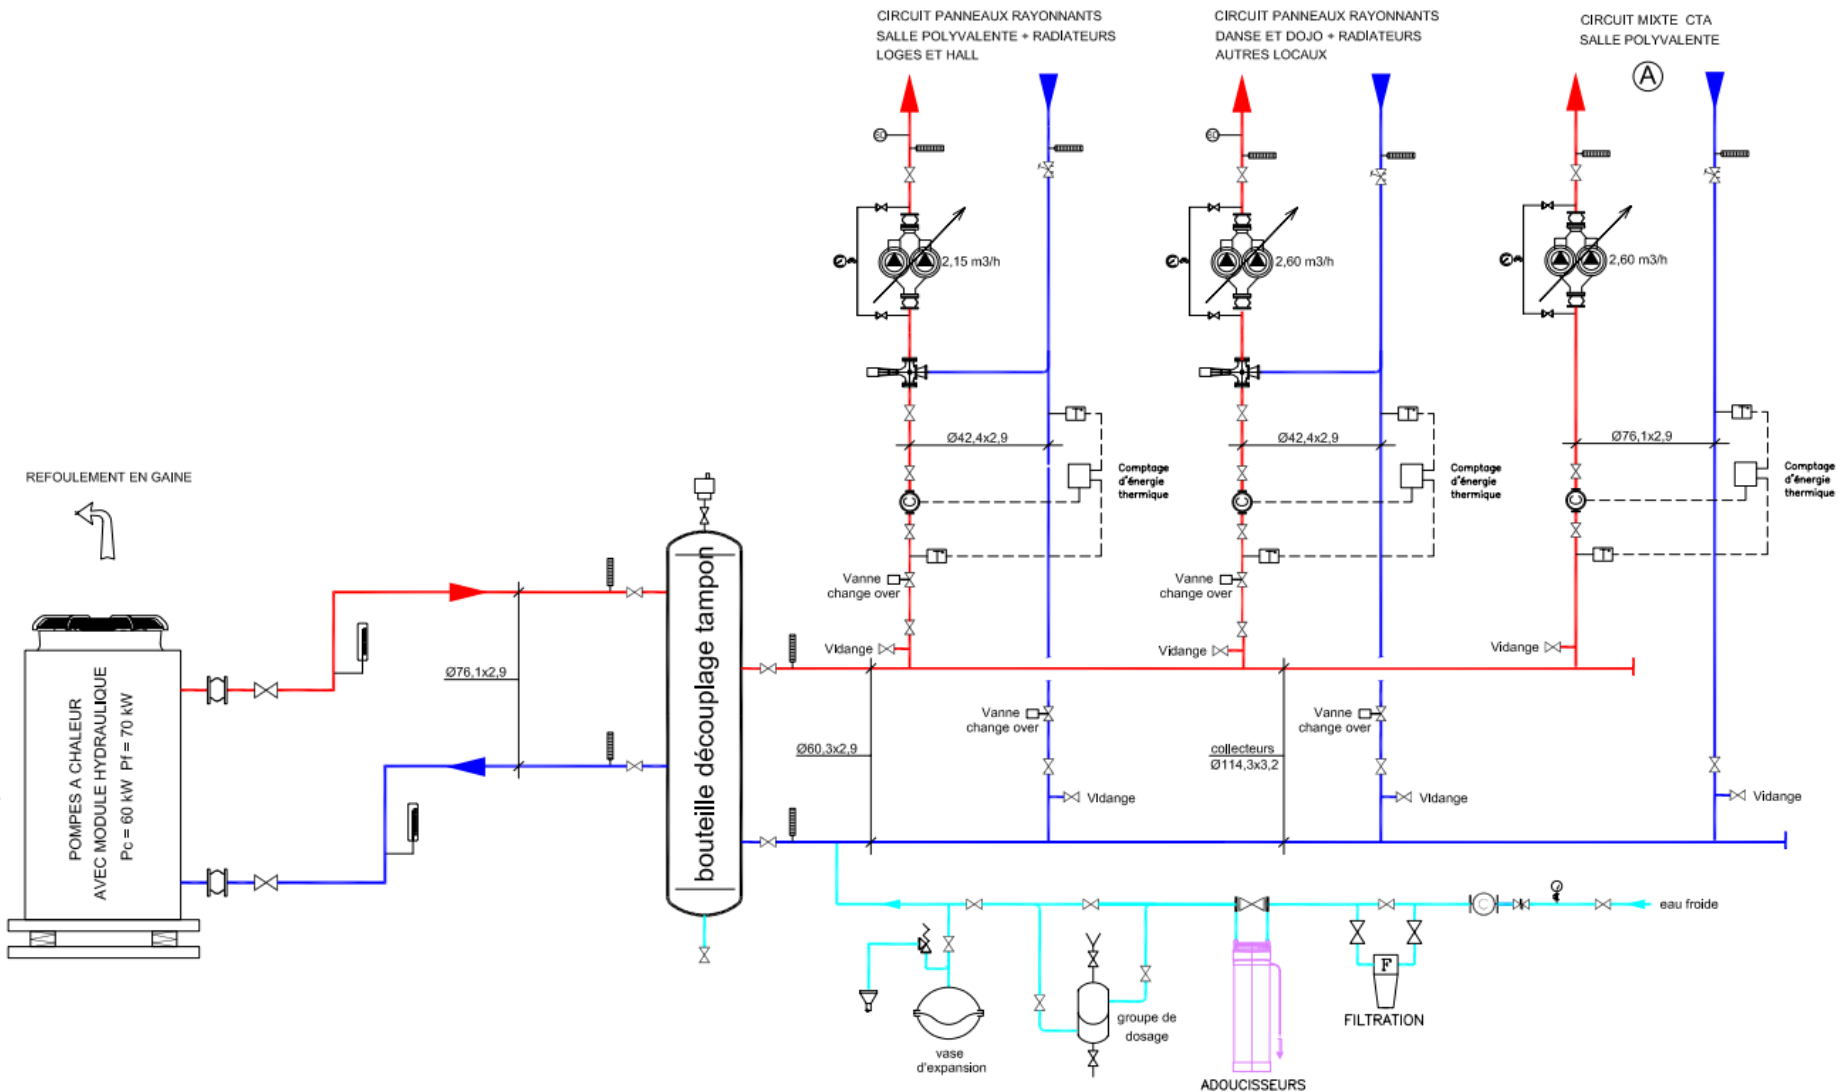 CIRCUIT PANNEAUX RAYONNANTS
SALLE POLYVALENTE + RADIATEURS
LOGES ET HALL
CIRCUIT PANNEAUX RAYONNANTS
DANSE ET DOJO + RADIATEURS
AUTRES LOCAUX
CIRCUIT MIXTE CTA
SALLE POLYVALENTE
A
2,15 m3/h
2,60 m3/h
2,60 m3/h
Ø42,4x2,9
Ø42,4x2,9
Ø76,1x2,9
Comptage
d'énergie
thermique
Comptage
d'énergie
thermique
Comptage
d'énergie
thermique
C
C
C
REFOULEMENT EN GAINE
Vanne
change over
Vanne
change over
Vidange
Vidange
Vidange
Ø76,1x2,9
bouteille découplage tampon
POMPES A CHALEUR
AVEC MODULE HYDRAULIQUE
Pc = 60 kW Pf = 70 kW
Vanne
change over
Vanne
change over
Ø60,3x2,9
collecteurs
Ø114,3x3,2
Vidange
Vidange
Vidange
C
eau froide
F
FILTRATION
groupe de
dosage
vase
d'expansion
ADOUCISSEURS